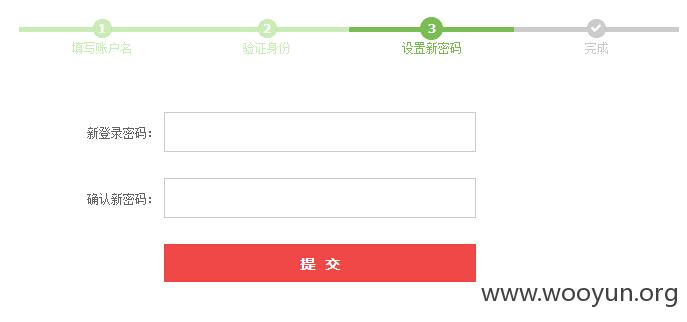 1 2 3
填写账户名 验证身份 设置新密码 完成
新登录密码：
确认新密码：
提 交
www.wooyun.org